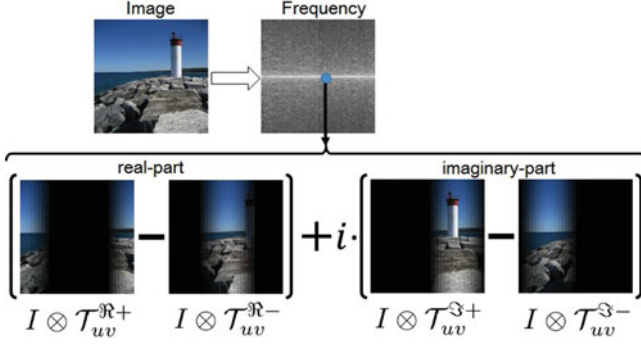 Image
Frequency
real-part
imaginary-part
[ − ] + i · [ − ]
I ⊗ 𝒯_{uv}^{ℜ+}
I ⊗ 𝒯_{uv}^{ℜ−}
I ⊗ 𝒯_{uv}^{ℑ+}
I ⊗ 𝒯_{uv}^{ℑ−}